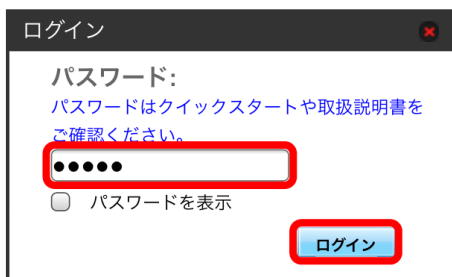 ログイン
パスワード:
パスワードはクイックスタートや取扱説明書を
ご確認ください。
●●●●●
パスワードを表示
ログイン